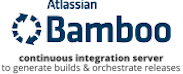 Atlassian
Bamboo
continuous integration server
to generate builds & orchestrate releases